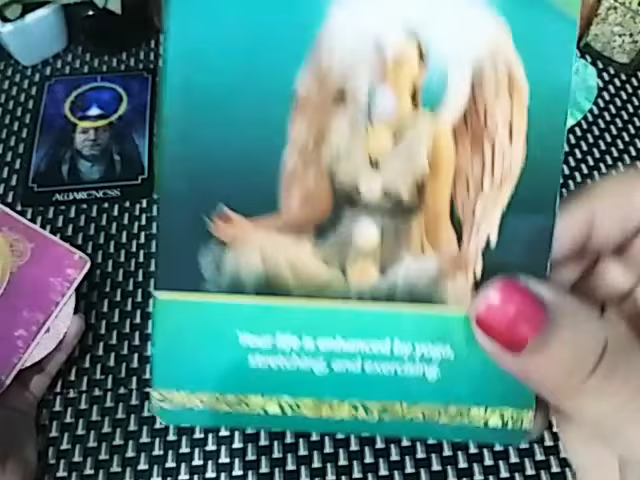 AWARENESS
Your life is enhanced by yoga,
stretching, and exercising.